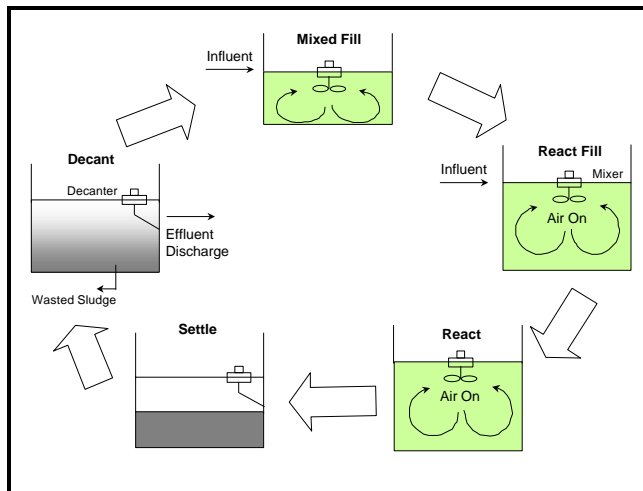 Mixed Fill
Influent
React Fill
Influent
Mixer
Air On
React
Air On
Settle
Decant
Decanter
Effluent
Discharge
Wasted Sludge